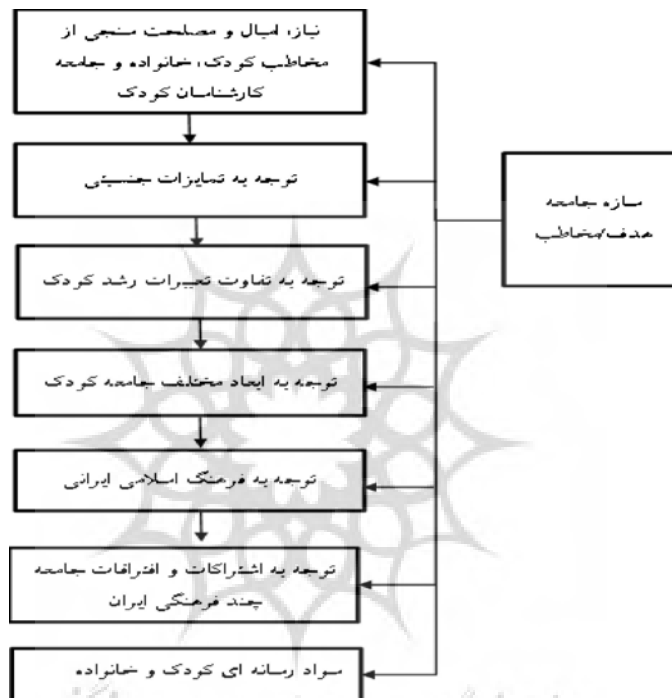 نیاز، امیال و مصلحت سنجی از
مخاطب کودک، خانواده و جامعه
کارشناسان کودک
توجه به تمایزات جنسیتی
توجه به تفاوت تغییرات رشد کودک
توجه به ابعاد مختلف جامعه کودک
توجه به فرهنگ اسلامی ایرانی
توجه به اشتراکات و افتراقات جامعه
چند فرهنگی ایران
سواد رسانه ای کودک و خانواده
سازه جامعه
هدف/مخاطب